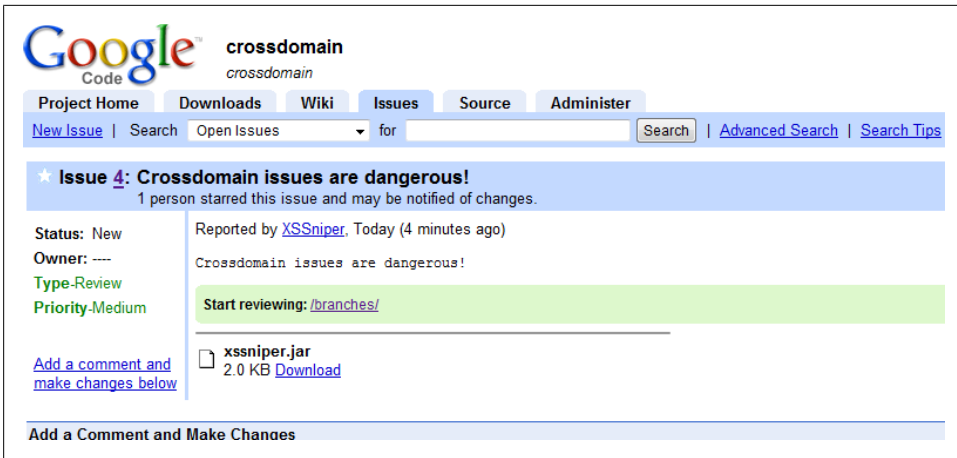 Google™ Code
crossdomain
crossdomain
Project Home Downloads Wiki Issues Source Administer
New Issue | Search Open Issues for Search | Advanced Search | Search Tips
Issue 4: Crossdomain issues are dangerous!
1 person starred this issue and may be notified of changes.
Status: New
Owner: ----
Type-Review
Priority-Medium
Add a comment and
make changes below
Reported by XSSniper, Today (4 minutes ago)
Crossdomain issues are dangerous!
Start reviewing: /branches/
xssniper.jar
2.0 KB Download
Add a Comment and Make Changes